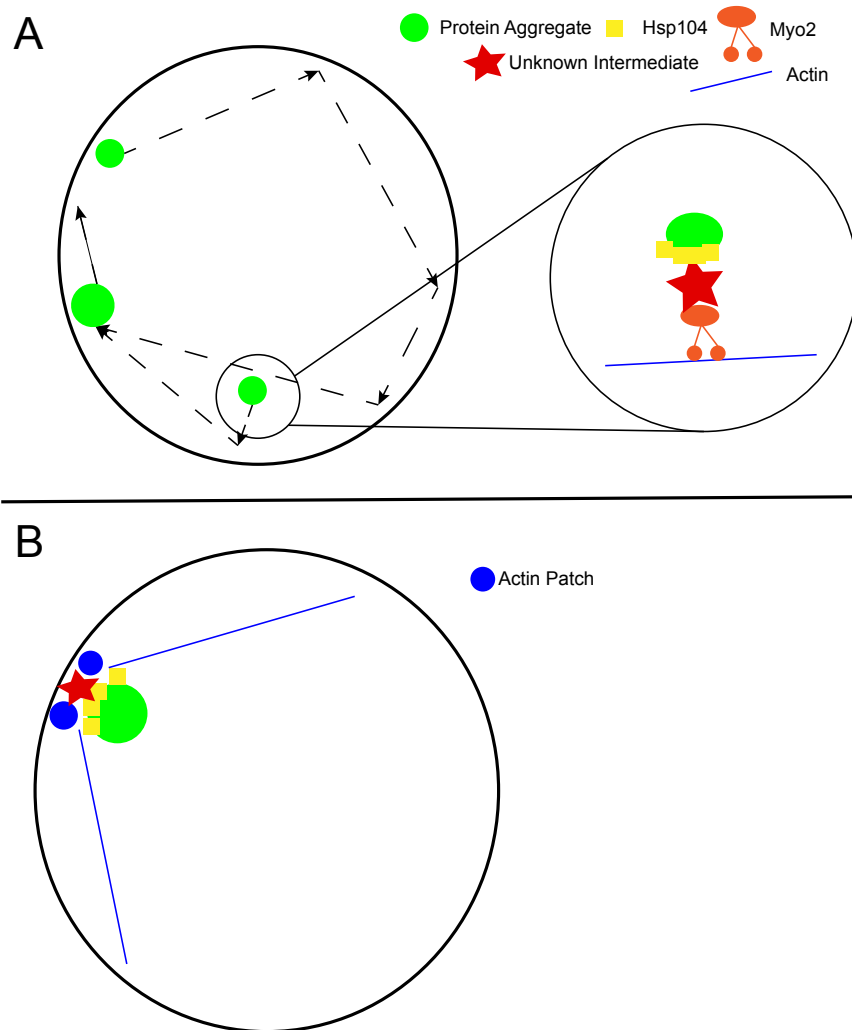 A
Protein Aggregate Hsp104 Myo2
Unknown Intermediate Actin
B
Actin Patch